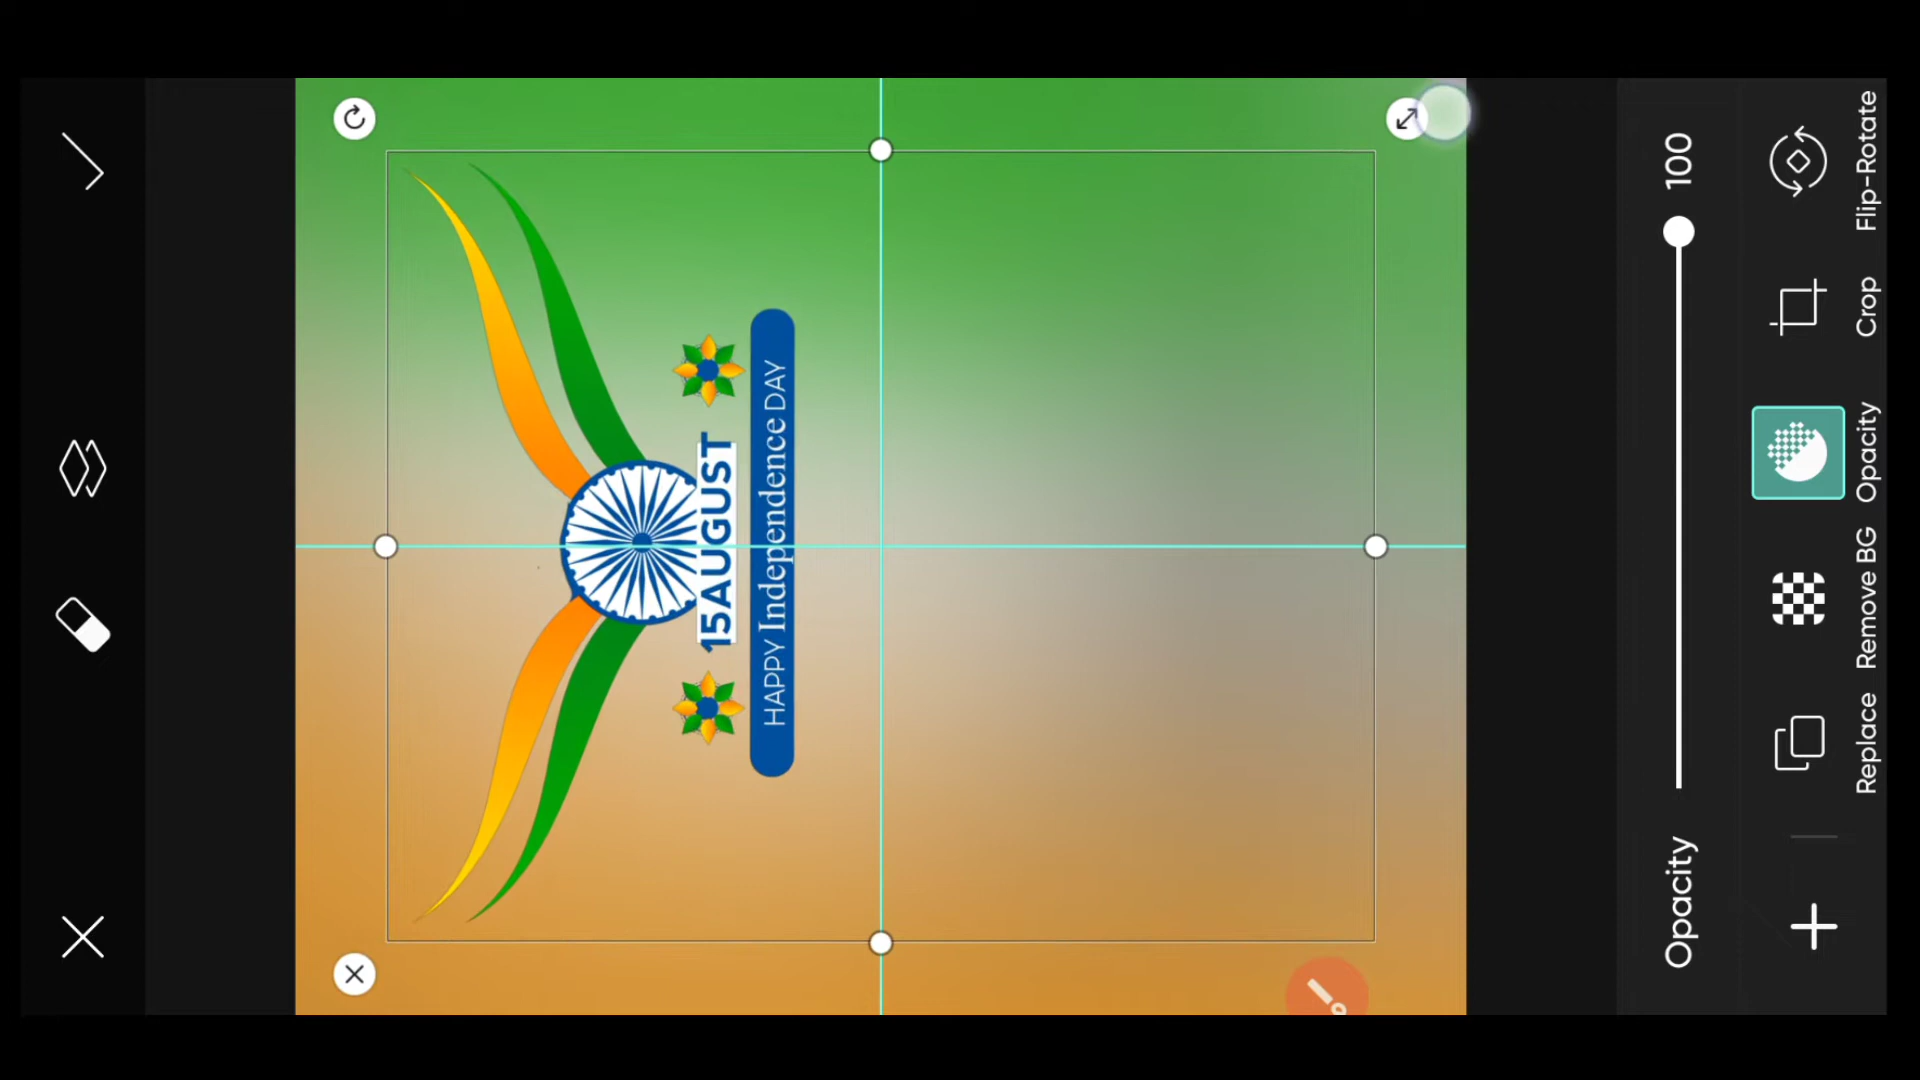 15AUGUST
HAPPY Independence DAY
Opacity
100
Replace
Remove BG
Opacity
Crop
Flip-Rotate